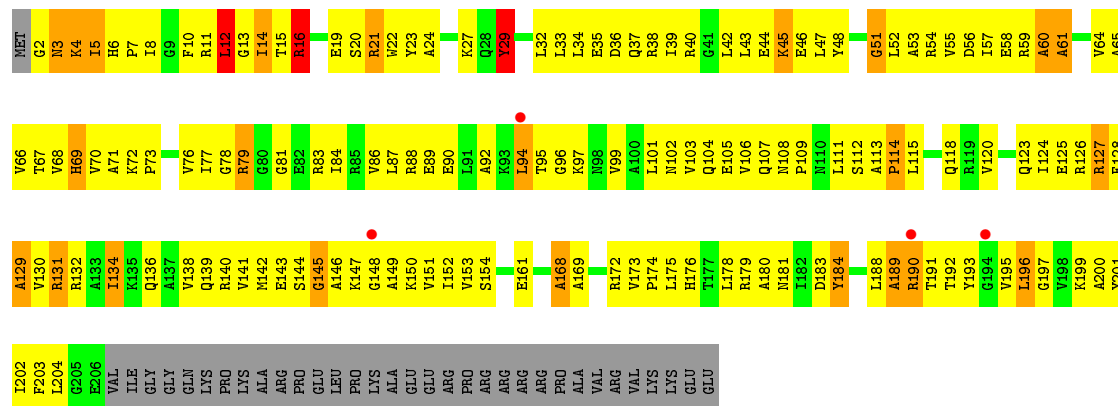 MET G2 N3 K4 I5 H6 P7 I8 G9 F10 R11 L12 G13 I14 T15 R16 E19 S20 R21 W22 Y23 A24 K27 Q28 Y29 L32 L33 L34 E35 D36 Q37 R38 I39 R40 G41 L42 L43 E44 K45 E46 L47 Y48 G51 L52 A53 R54 V55 D56 I57 E58 R59 A60 A61 V64 A65
V66 T67 V68 H69 V70 A71 K72 P73 V76 I77 G78 R79 G80 G81 E82 R83 I84 R85 V86 L87 R88 E89 E90 L91 A92 K93 L94 T95 G96 K97 N98 V99 A100 L101 N102 V103 Q104 E105 V106 Q107 N108 P109 N110 L111 S112 A113 P114 L115 Q118 R119 V120 Q123 I124 E125 R126 R127 F128
A129 V130 R131 R132 A133 I134 K135 Q136 A137 V138 Q139 R140 V141 M142 E143 S144 G145 A146 K147 G148 A149 K150 V151 I152 V153 S154 E161 A168 A169 R172 V173 P174 L175 H176 T177 L178 R179 A180 N181 I182 D183 Y184 L188 A189 R190 T191 T192 Y193 G194 V195 L196 G197 V198 K199 A200 Y201
I202 F203 L204 G205 E206 VAL ILE GLY GLY GLN LYS PRO LYS ALA ARG PRO GLU LEU PRO LYS ALA GLU GLU ARG PRO ARG ARG ARG PRO ALA VAL ARG VAL LYS LYS GLU GLU